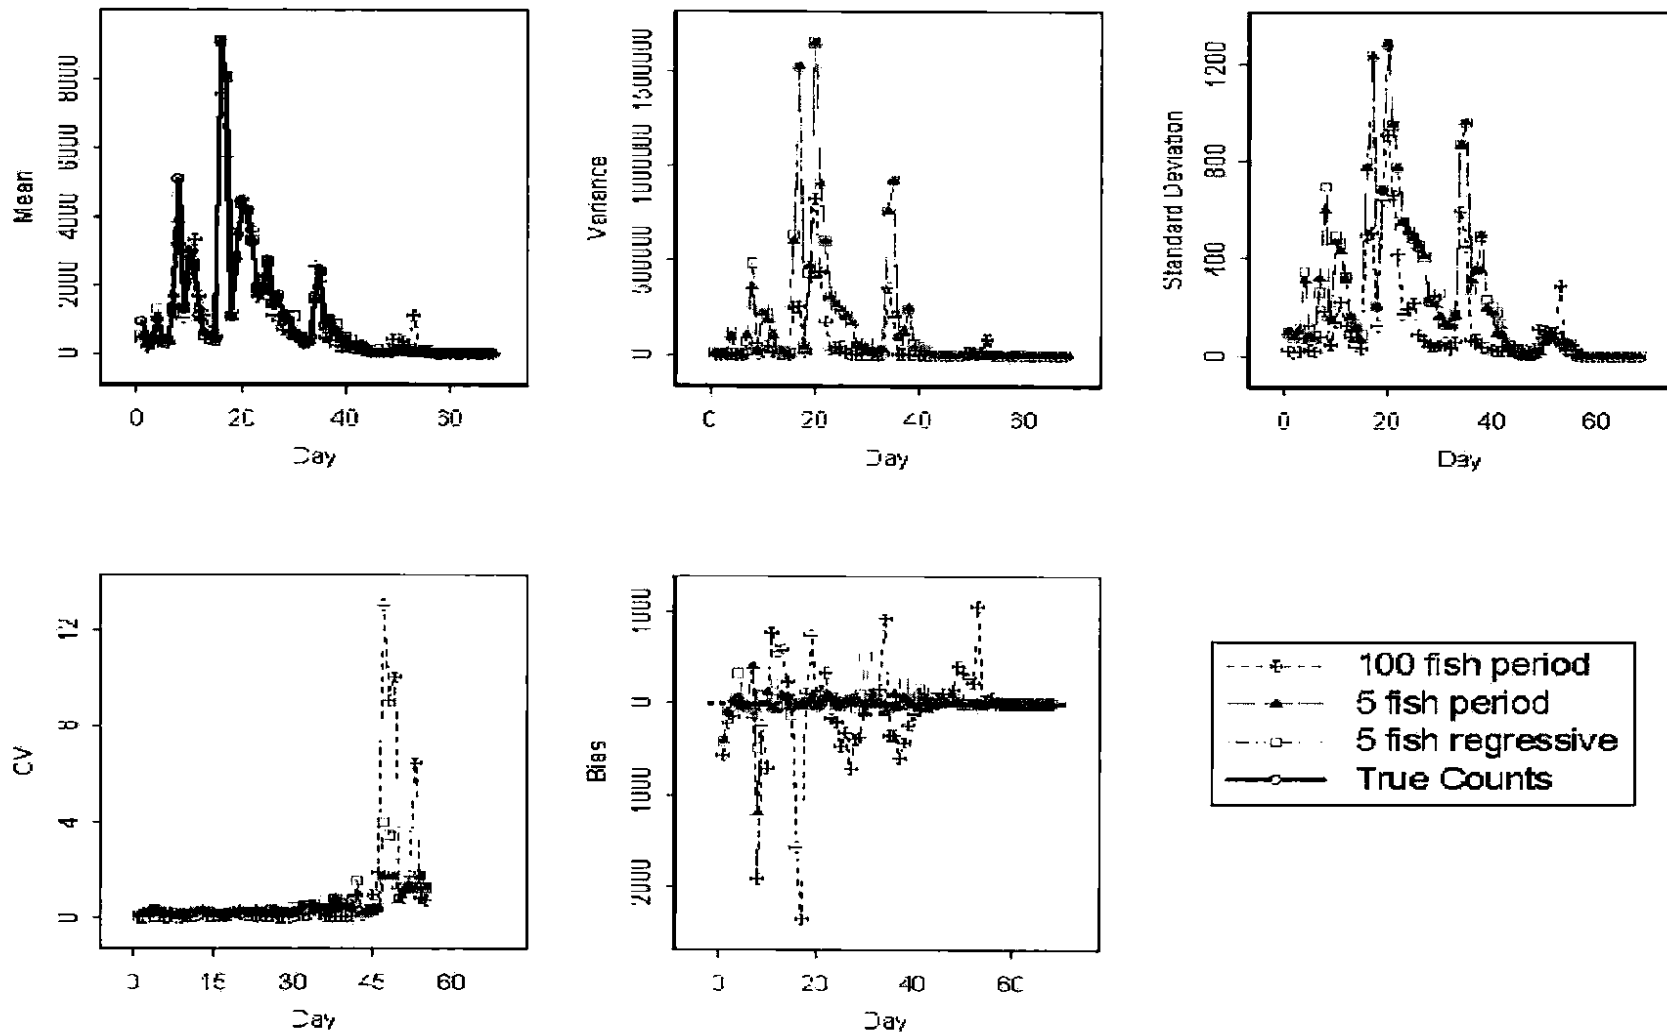 Mean
0 2000 4000 6000 8000
0 20 40 60
Day
Variance
0 500000 1000000 1500000
0 20 40 60
Day
Standard Deviation
0 400 800 1200
0 20 40 60
Day
CV
0 4 8 12
0 15 30 45 60
Day
Bias
2000 1000 0 1000
0 20 40 60
Day
100 fish period
5 fish period
5 fish regressive
True Counts